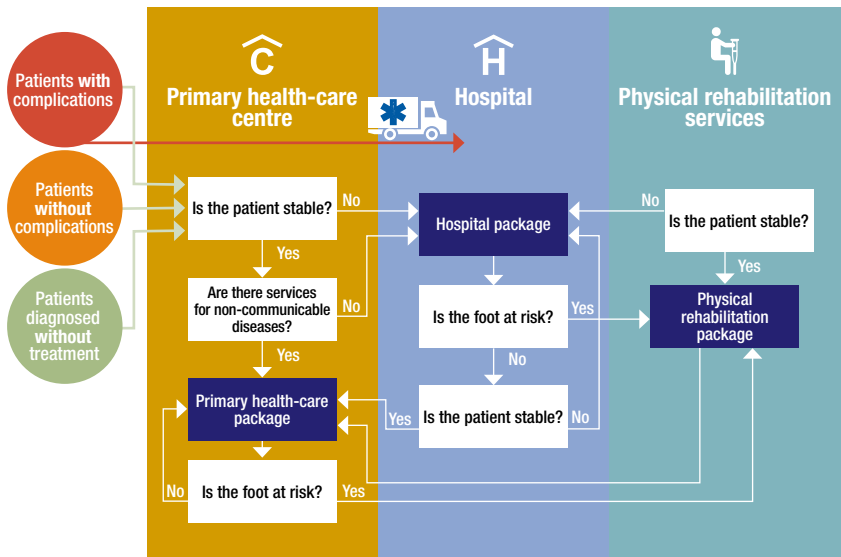 C
Primary health-care
centre
H
Hospital
Physical rehabilitation
services
Patients with
complications
Patients
without
complications
Patients
diagnosed
without
treatment
Is the patient stable?
No
Yes
Are there services
for non-communicable
diseases?
No
Yes
Primary health-care
package
Is the foot at risk?
No
Yes
Hospital package
Is the foot at risk?
Yes
No
Is the patient stable?
Yes
No
Is the patient stable?
No
Yes
Physical
rehabilitation
package